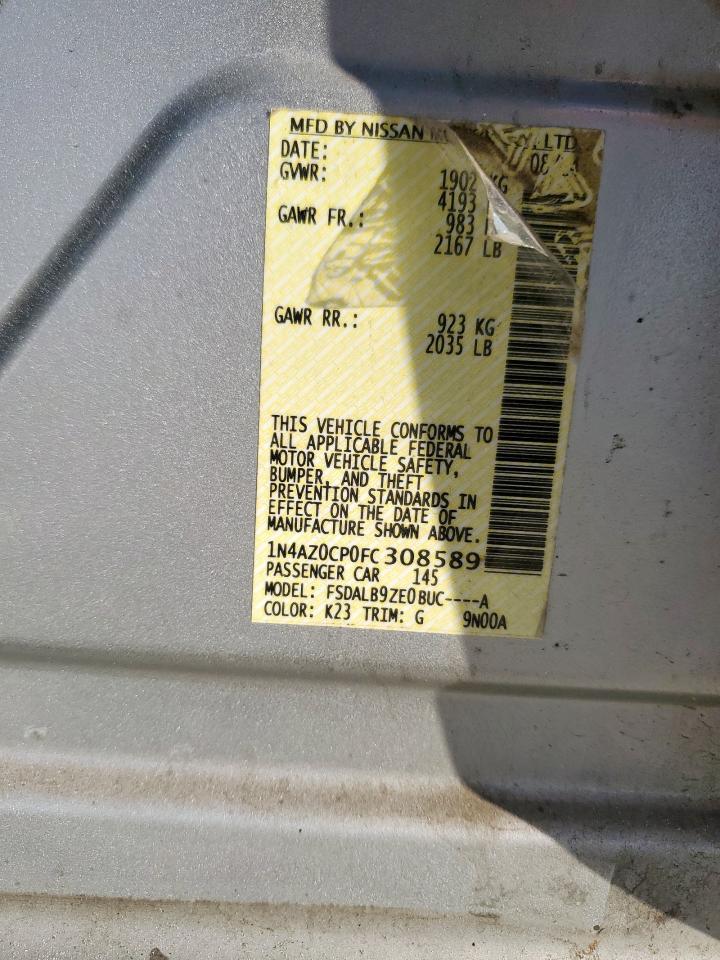 MFD BY NISSAN LTD
DATE:
GVWR: 1902 KG
4193
GAWR FR.: 983
2167 LB
GAWR RR.: 923 KG
2035 LB
THIS VEHICLE CONFORMS TO
ALL APPLICABLE FEDERAL
MOTOR VEHICLE SAFETY,
BUMPER, AND THEFT
PREVENTION STANDARDS IN
EFFECT ON THE DATE OF
MANUFACTURE SHOWN ABOVE.
1N4AZ0CP0FC308589
PASSENGER CAR 145
MODEL: FSDALB9ZE0BUC----A
COLOR: K23 TRIM: G 9N00A